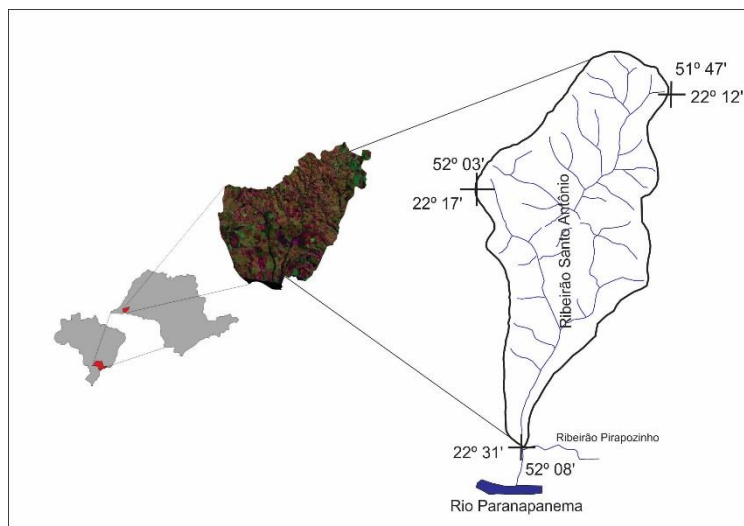 51º 47'
22º 12'
52º 03'
22º 17'
Ribeirão Santo Antônio
Ribeirão Pirapozinho
22º 31'
52º 08'
Rio Paranapanema